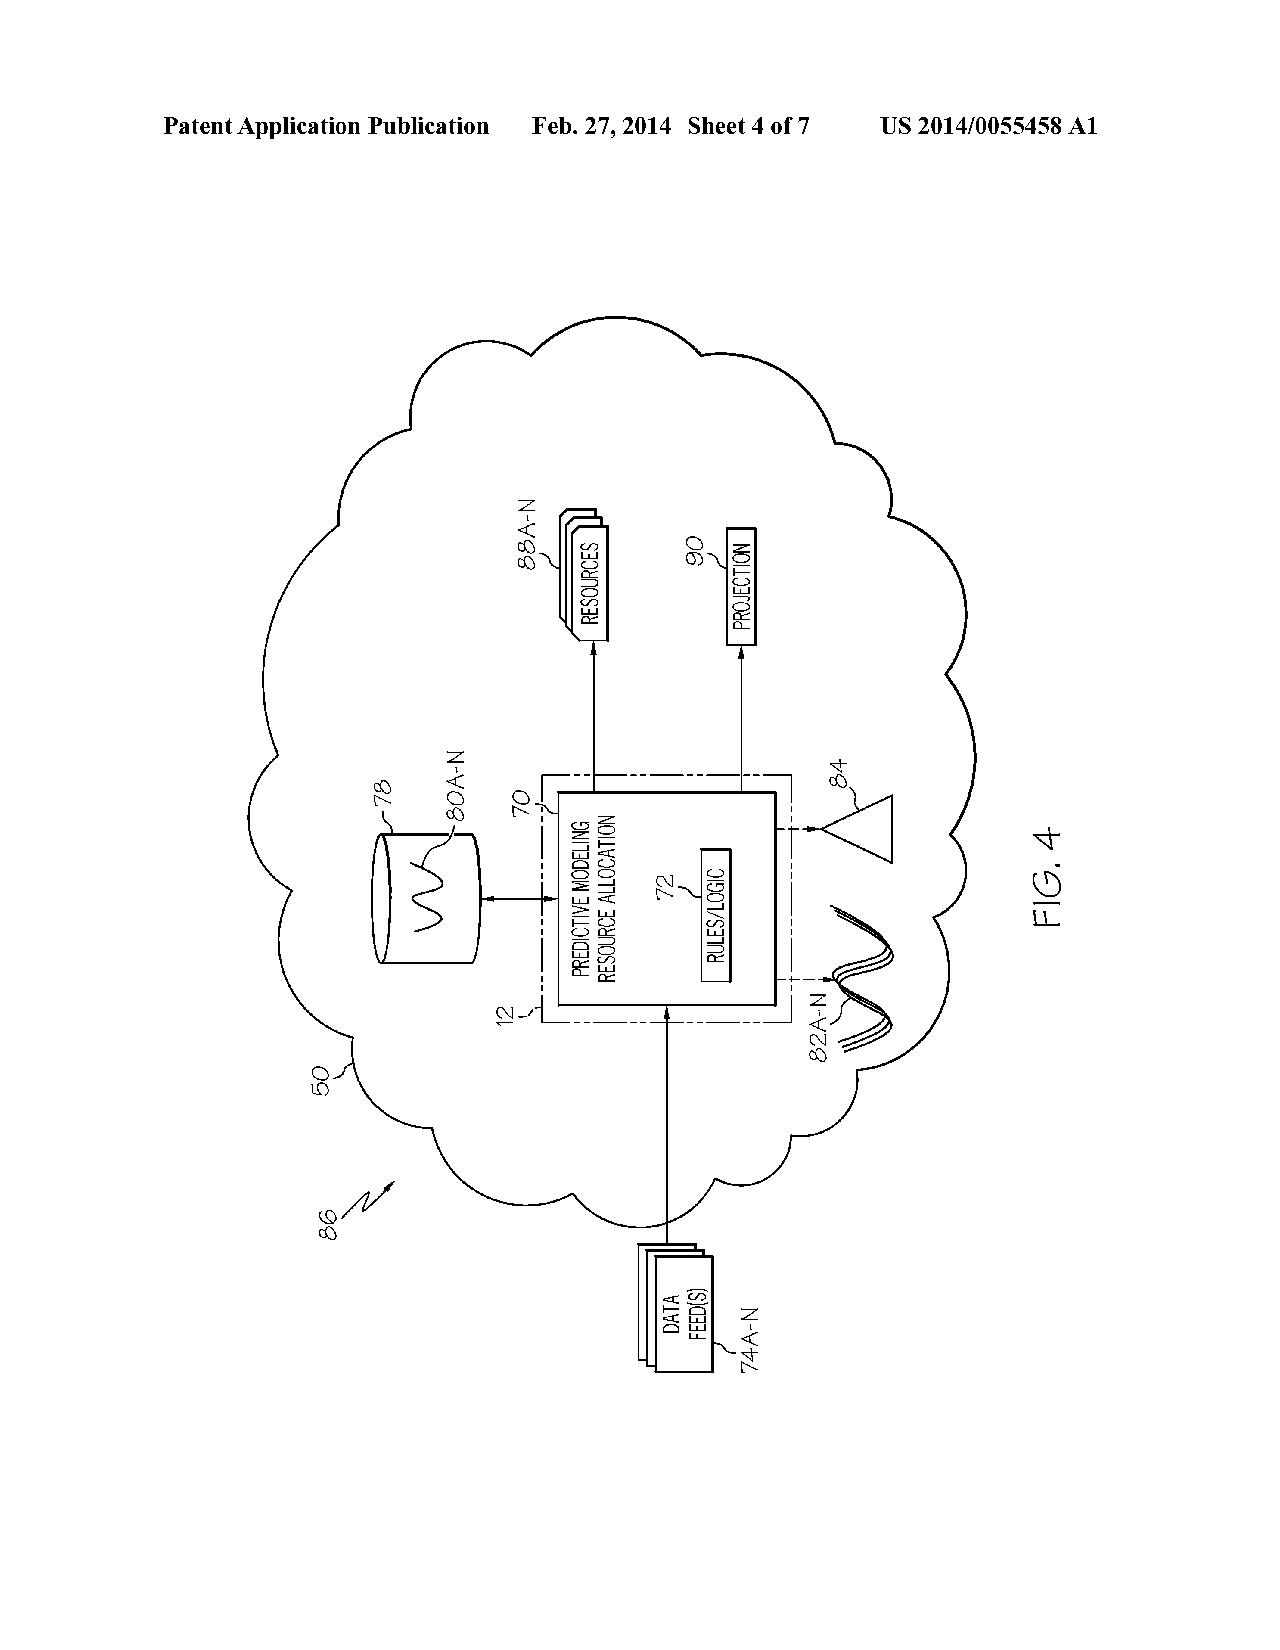 Patent Application Publication Feb. 27, 2014 Sheet 4 of 7 US 2014/0055458 A1
86
50
78
80A-N
12
70
PREDICTIVE MODELING
RESOURCE ALLOCATION
72
RULES/LOGIC
88A-N
RESOURCES
90
PROJECTION
DATA
FEED(S)
74A-N
82A-N
84
FIG. 4